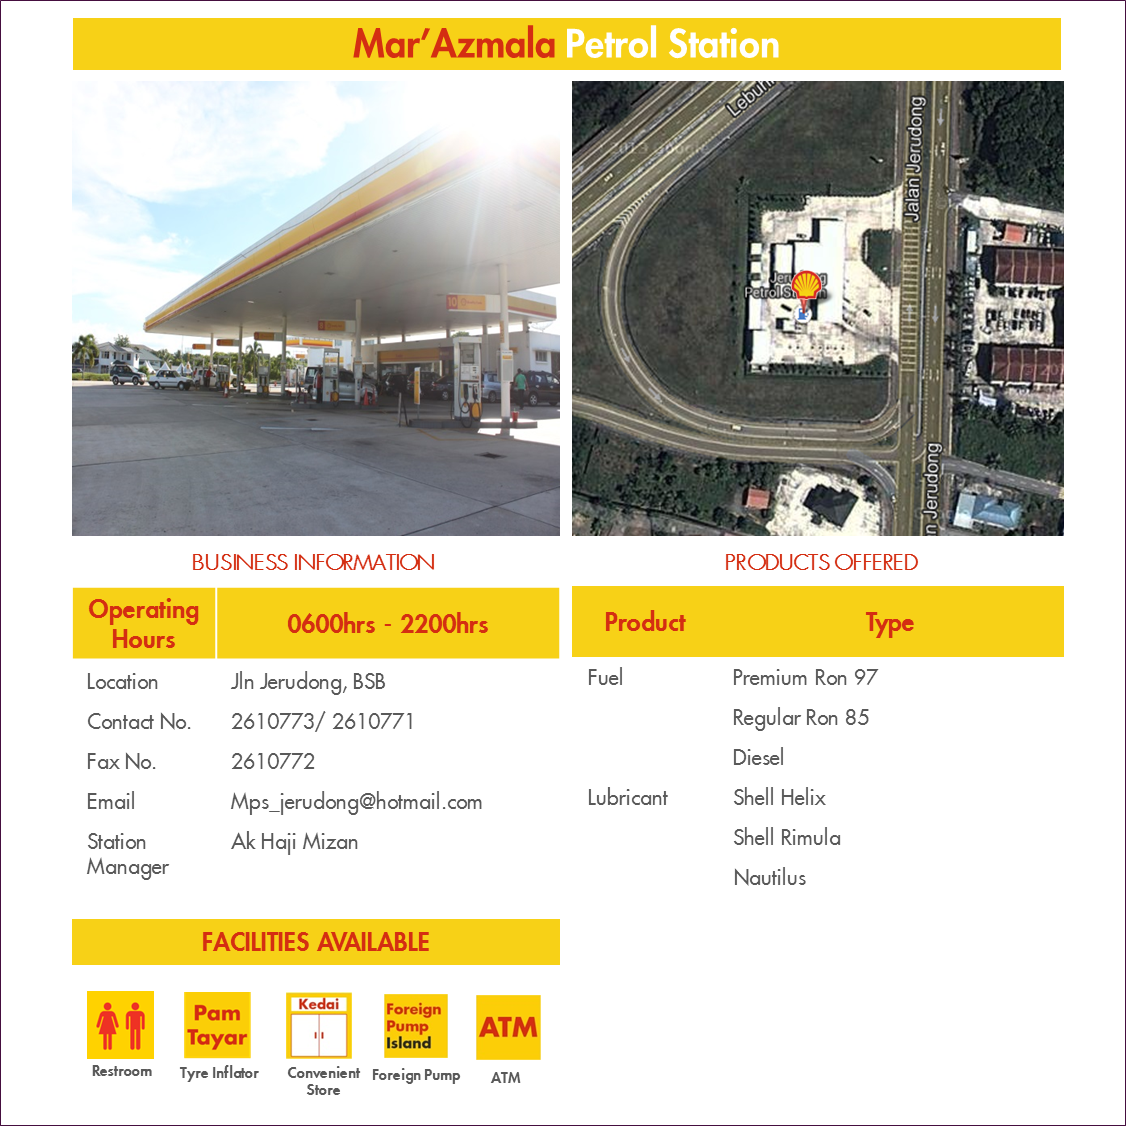 Mar’Azmala Petrol Station
10
Lebuh
2013 Google
Jalan Jerudong
Jerudong
Petrol Station
n Jerudong
BUSINESS INFORMATION
Operating
Hours
0600hrs - 2200hrs
Location Jln Jerudong, BSB
Contact No. 2610773/ 2610771
Fax No. 2610772
Email Mps_jerudong@hotmail.com
Station Ak Haji Mizan
Manager
PRODUCTS OFFERED
Product Type
Fuel Premium Ron 97
Regular Ron 85
Diesel
Lubricant Shell Helix
Shell Rimula
Nautilus
FACILITIES AVAILABLE
Restroom
Pam
Tayar
Tyre Inflator
Kedai
Convenient
Store
Foreign
Pump
Island
Foreign Pump
ATM
ATM